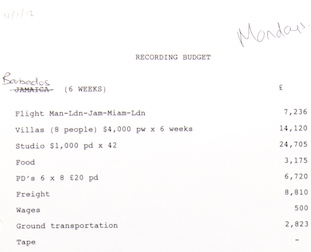 Mondays.
RECORDING BUDGET
Barbados
JAMAICA (6 WEEKS) £
Flight Man-Ldn-Jam-Miam-Ldn 7,236
Villas (8 people) $4,000 pw x 6 weeks 14,120
Studio $1,000 pd x 42 24,705
Food 3,175
PD's 6 x 8 £20 pd 6,720
Freight 8,810
Wages 500
Ground transportation 2,823
Tape -